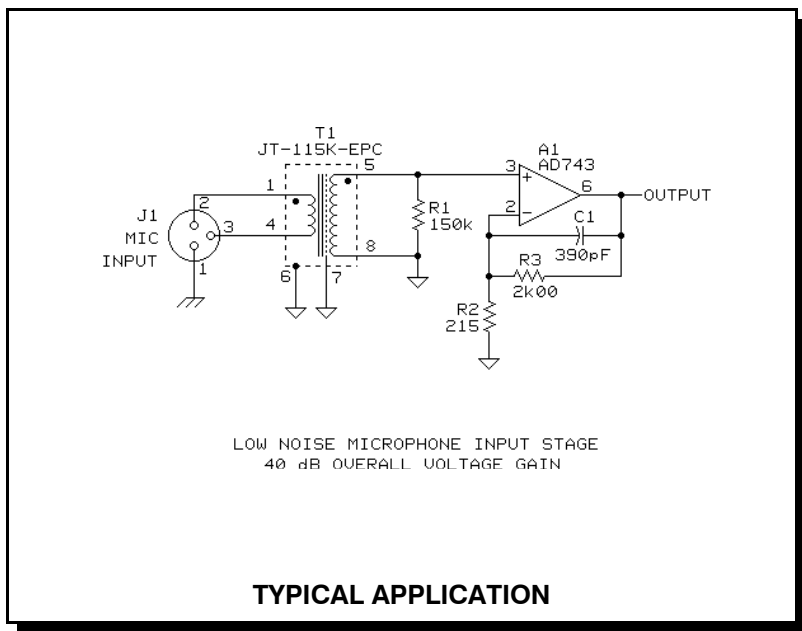 T1
JT-115K-EPC
A1
AD743
1
5
3
6
OUTPUT
2
J1
MIC
INPUT
2
3
1
4
R1
150k
8
C1
390pF
6
7
R3
2k00
R2
215
LOW NOISE MICROPHONE INPUT STAGE
40 dB OVERALL VOLTAGE GAIN
TYPICAL APPLICATION